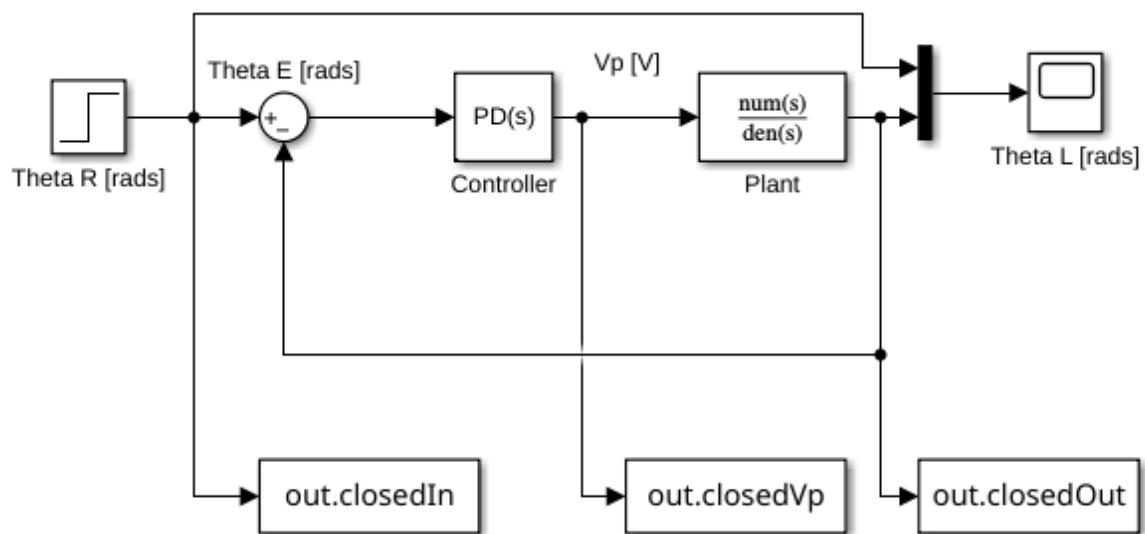 Theta R [rads]
Theta E [rads]
+
−
PD(s)
Controller
Vp [V]
num(s)
den(s)
Plant
Theta L [rads]
out.closedIn
out.closedVp
out.closedOut